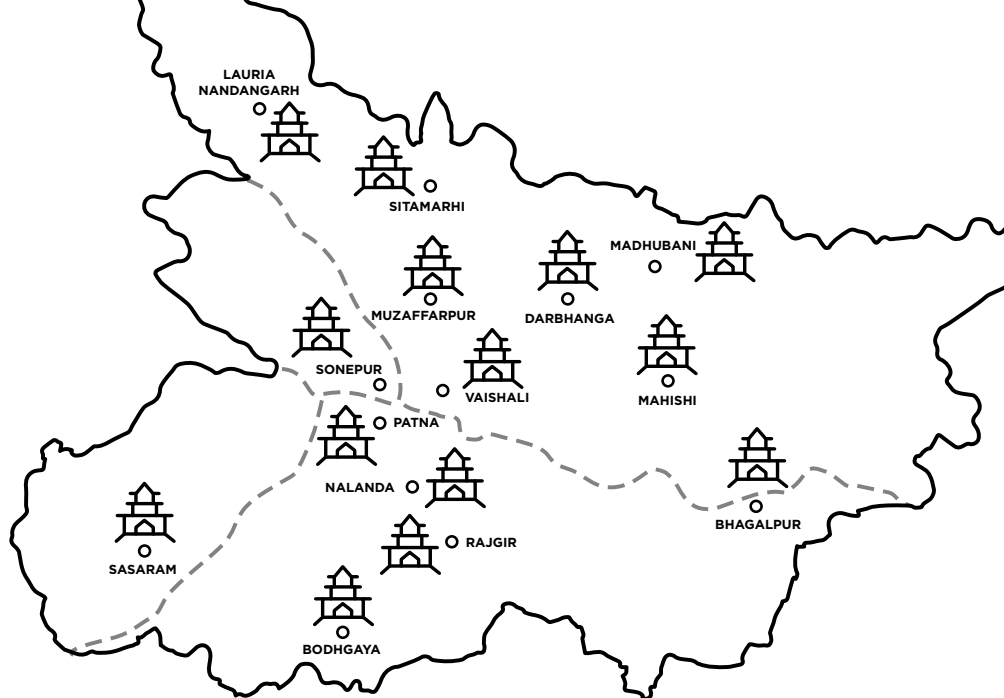 LAURIA
NANDANGARH
SITAMARHI
MADHUBANI
MUZAFFARPUR
DARBHANGA
SONEPUR
VAISHALI
MAHISHI
PATNA
NALANDA
BHAGALPUR
RAJGIR
SASARAM
BODHGAYA